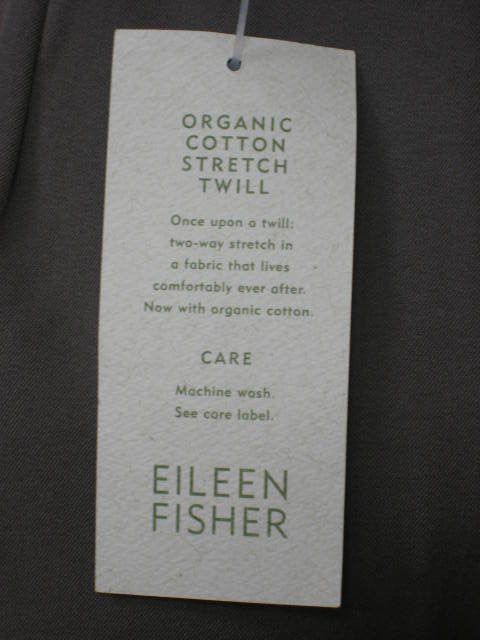 ORGANIC
COTTON
STRETCH
TWILL
Once upon a twill:
two-way stretch in
a fabric that lives
comfortably ever after.
Now with organic cotton.
CARE
Machine wash.
See care label.
EILEEN
FISHER